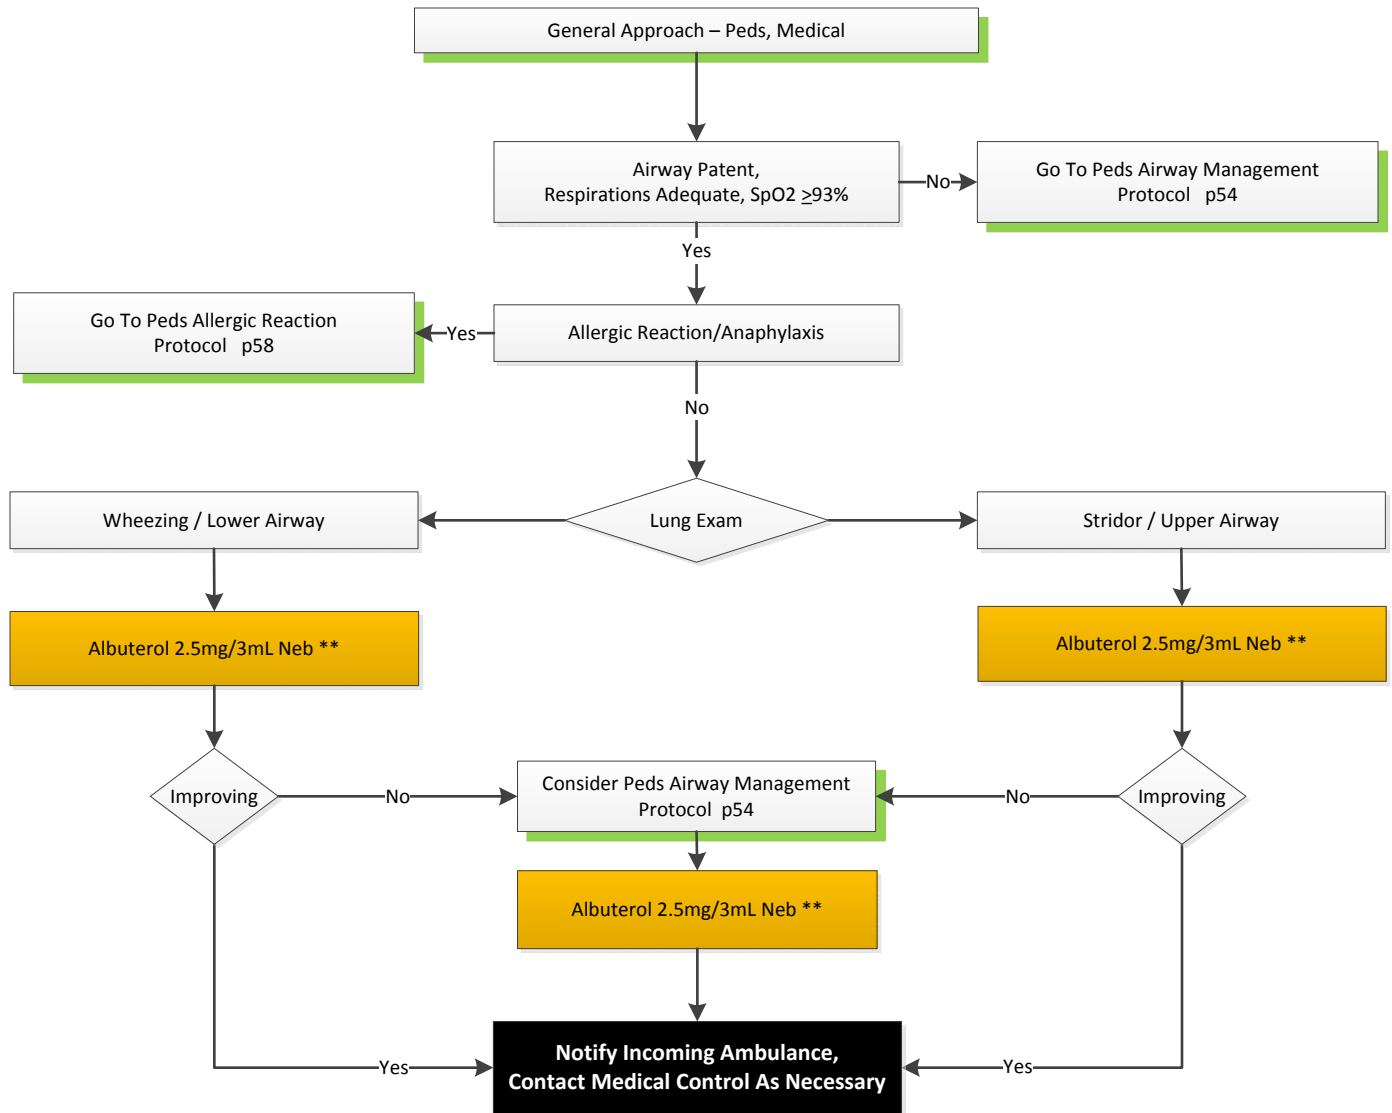 General Approach – Peds, Medical
Airway Patent,
Respirations Adequate, SpO2 ≥93%
No
Go To Peds Airway Management
Protocol p54
Yes
Go To Peds Allergic Reaction
Protocol p58
Yes
Allergic Reaction/Anaphylaxis
No
Wheezing / Lower Airway
Lung Exam
Stridor / Upper Airway
Albuterol 2.5mg/3mL Neb **
Albuterol 2.5mg/3mL Neb **
Improving
No
Consider Peds Airway Management
Protocol p54
No
Improving
Albuterol 2.5mg/3mL Neb **
Yes
Notify Incoming Ambulance,
Contact Medical Control As Necessary
Yes